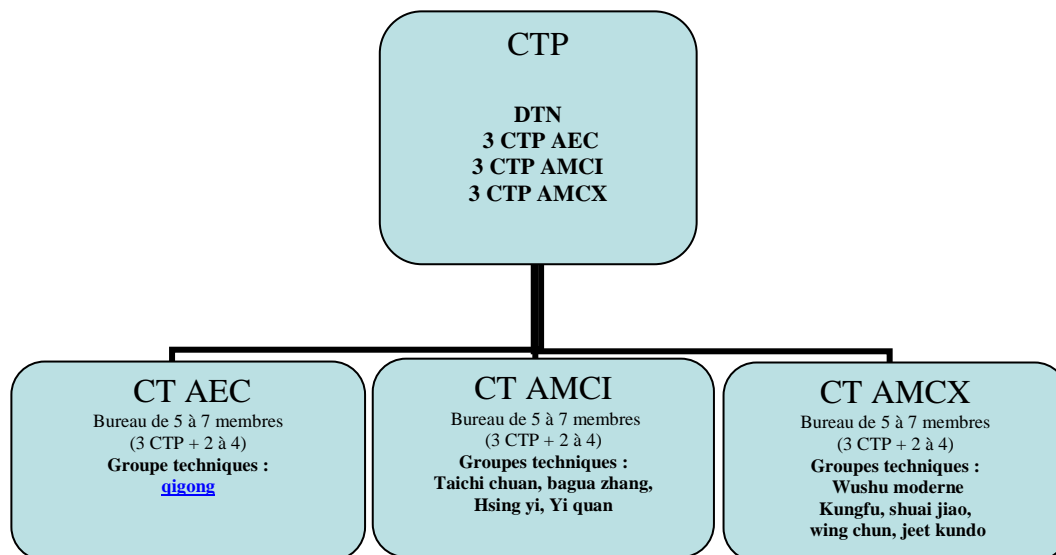 CTP
DTN
3 CTP AEC
3 CTP AMCI
3 CTP AMCX
CT AEC
Bureau de 5 à 7 membres
(3 CTP + 2 à 4)
Groupe techniques :
qigong
CT AMCI
Bureau de 5 à 7 membres
(3 CTP + 2 à 4)
Groupes techniques :
Taichi chuan, bagua zhang,
Hsing yi, Yi quan
CT AMCX
Bureau de 5 à 7 membres
(3 CTP + 2 à 4)
Groupes techniques :
Wushu moderne
Kungfu, shuai jiao,
wing chun, jeet kundo